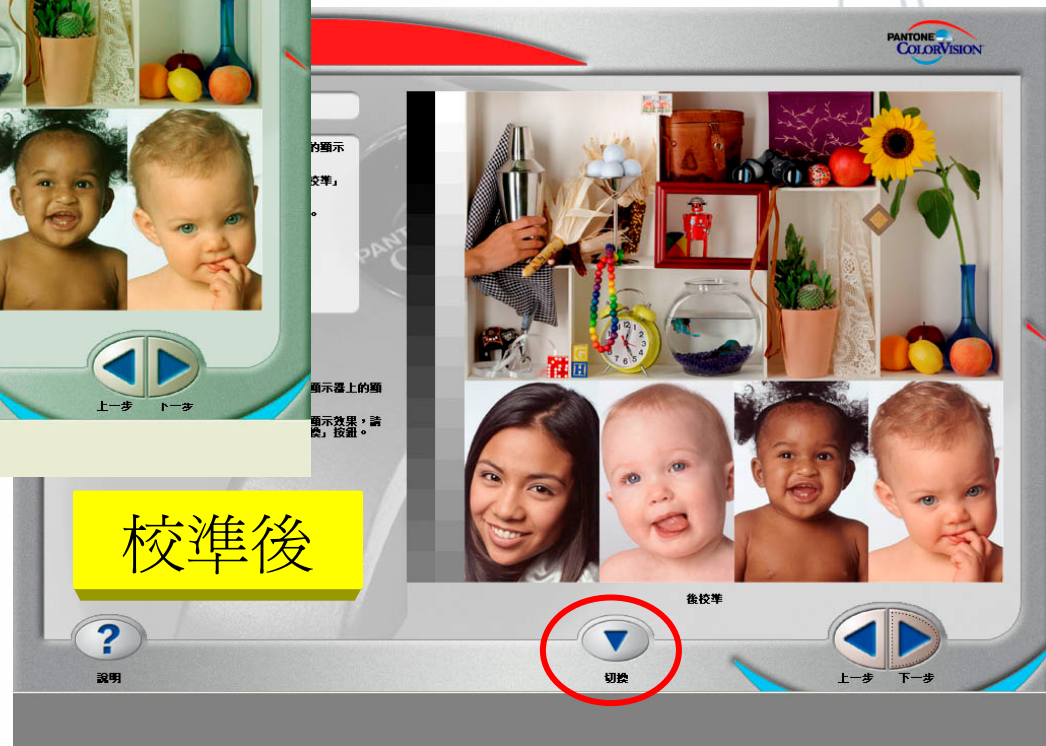 PANTONE
COLORVISION
的顯示
校準」
。
PANT
C
上一步 下一步
顯示器上的顯
顯示效果，請
換」按鈕。
G
H
校準後
後校準
說明
切換
上一步 下一步